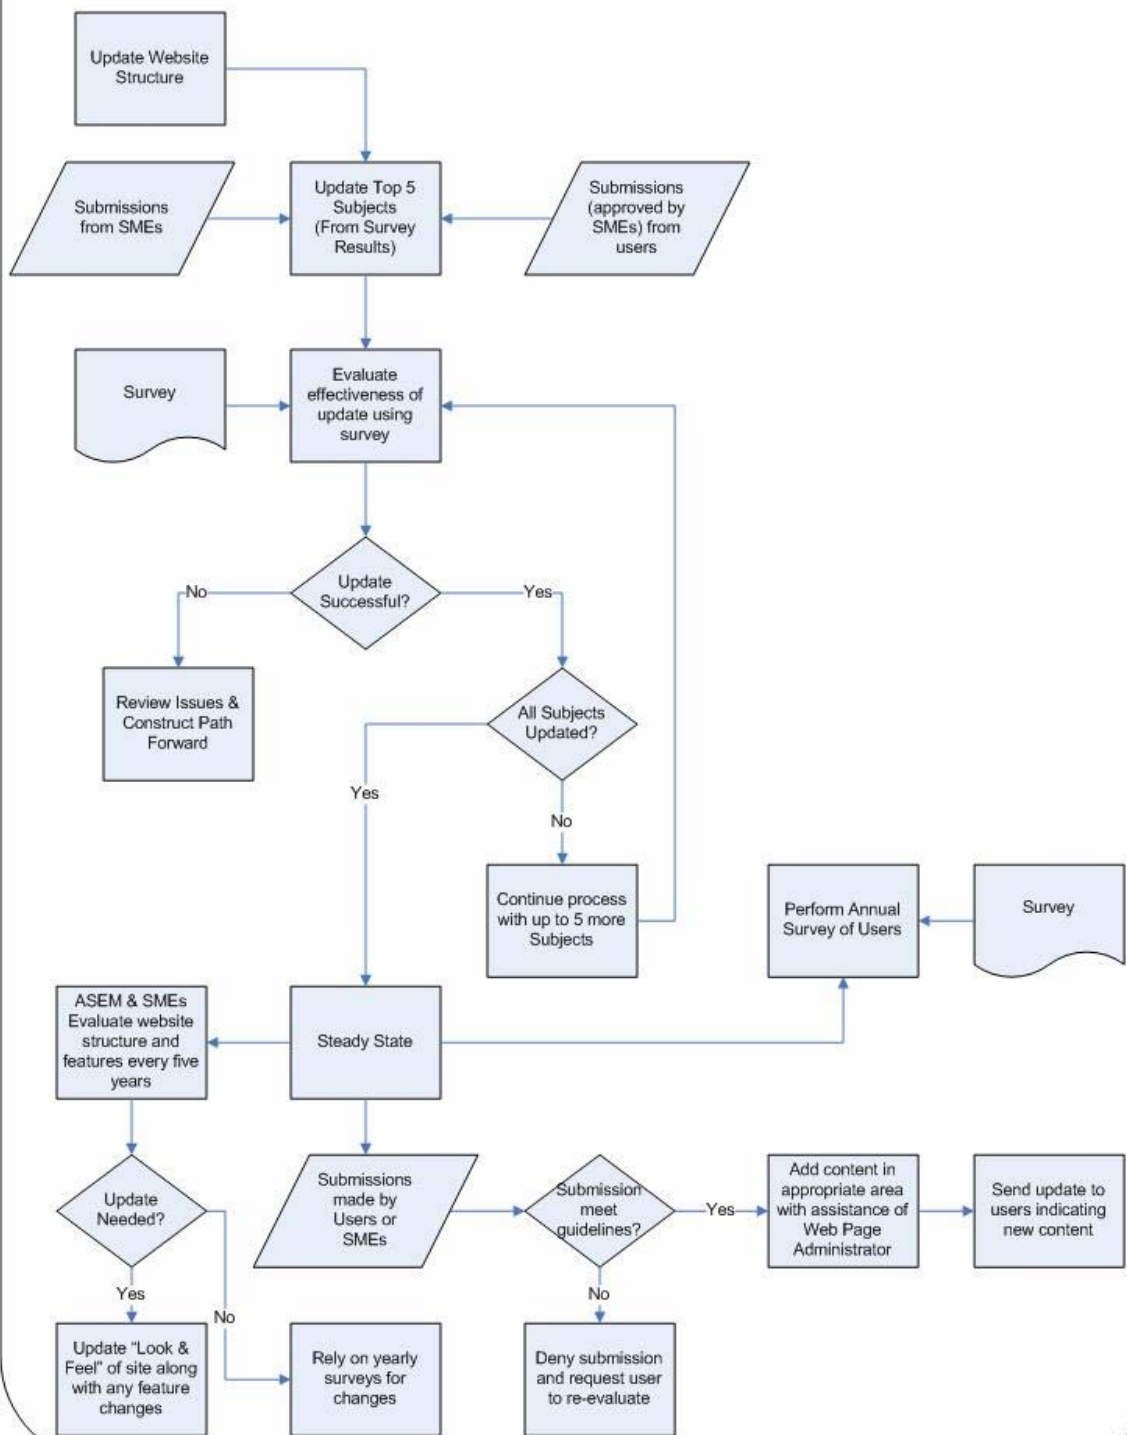 Update Website
Structure
Submissions
from SMEs
Update Top 5
Subjects
(From Survey
Results)
Submissions
(approved by
SMEs) from
users
Survey
Evaluate
effectiveness of
update using
survey
Update
Successful?
No
Yes
Review Issues &
Construct Path
Forward
All Subjects
Updated?
Yes
No
Continue process
with up to 5 more
Subjects
Perform Annual
Survey of Users
Survey
ASEM & SMEs
Evaluate website
structure and
features every five
years
Steady State
Update
Needed?
Submissions
made by
Users or
SMEs
Submission
meet
guidelines?
Yes
Add content in
appropriate area
with assistance of
Web Page
Administrator
Send update to
users indicating
new content
Yes
No
No
Update “Look &
Feel” of site along
with any feature
changes
Rely on yearly
surveys for
changes
Deny submission
and request user
to re-evaluate